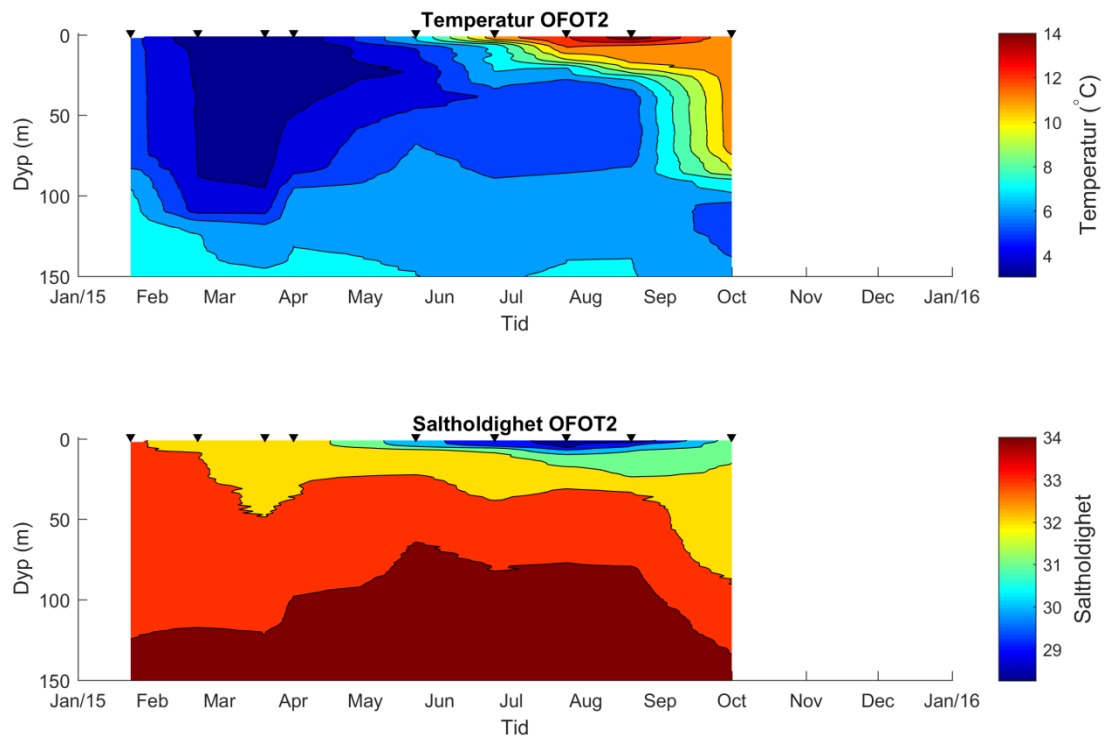 Temperatur OFOT2
0
50
100
150
Dyp (m)
Jan/15 Feb Mar Apr May Jun Jul Aug Sep Oct Nov Dec Jan/16
Tid
14
12
10
8
6
4
Temperatur (°C)
Saltholdighet OFOT2
0
50
100
150
Dyp (m)
Jan/15 Feb Mar Apr May Jun Jul Aug Sep Oct Nov Dec Jan/16
Tid
34
33
32
31
30
29
Saltholdighet